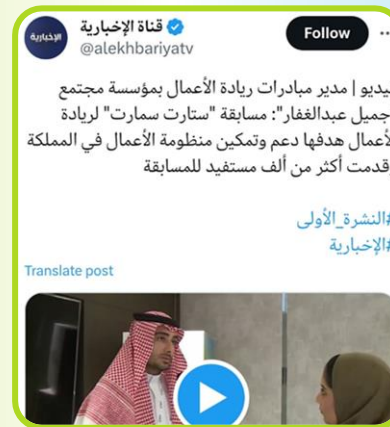 قناة الإخبارية
الإخبارية
@alekhbariyatv
Follow
يديو | مدير مبادرات ريادة الأعمال بمؤسسة مجتمع
جميل عبدالغفار": مسابقة "ستارت سمارت" لريادة
لأعمال هدفها دعم وتمكين منظومة الأعمال في المملكة
قدمت أكثر من ألف مستفيد للمسابقة
#النشرة_الأولى
#الإخبارية
Translate post